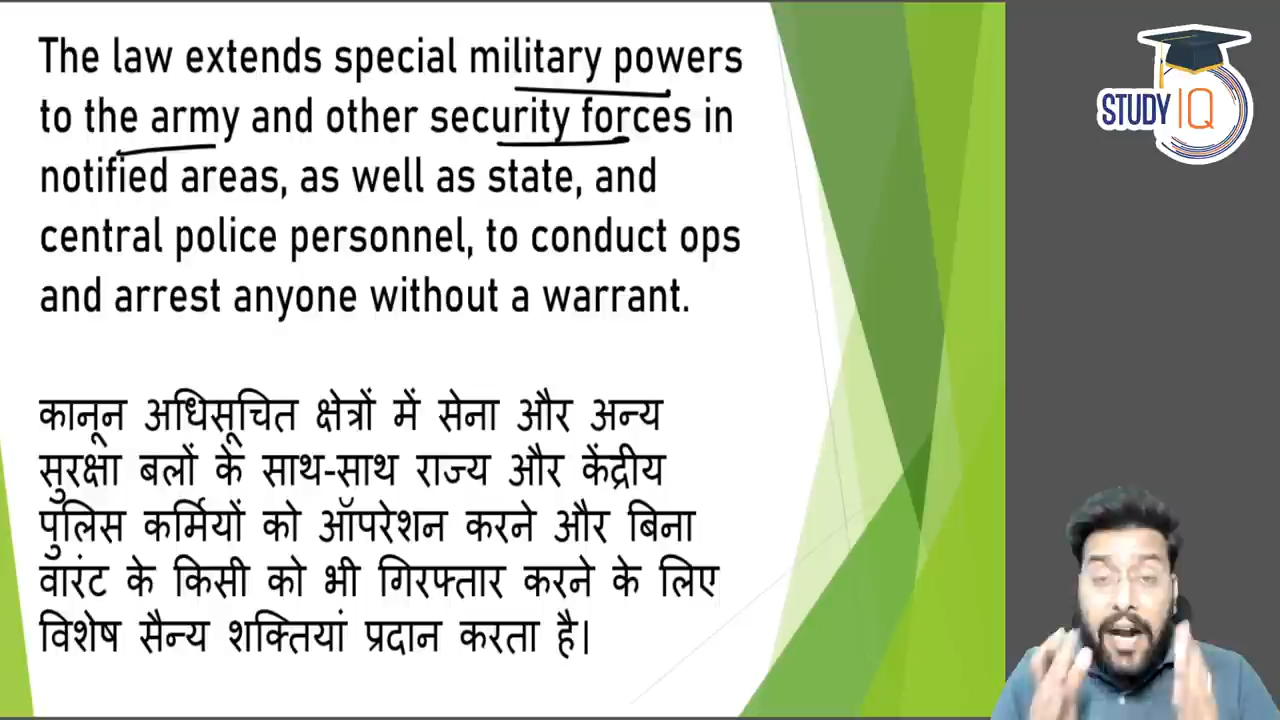 The law extends special military powers
to the army and other security forces in
notified areas, as well as state, and
central police personnel, to conduct ops
and arrest anyone without a warrant.
कानून अधिसूचित क्षेत्रों में सेना और अन्य
सुरक्षा बलों के साथ-साथ राज्य और केंद्रीय
पुलिस कर्मियों को ऑपरेशन करने और बिना
वारंट के किसी को भी गिरफ्तार करने के लिए
विशेष सैन्य शक्तियां प्रदान करता है।
STUDY IQ